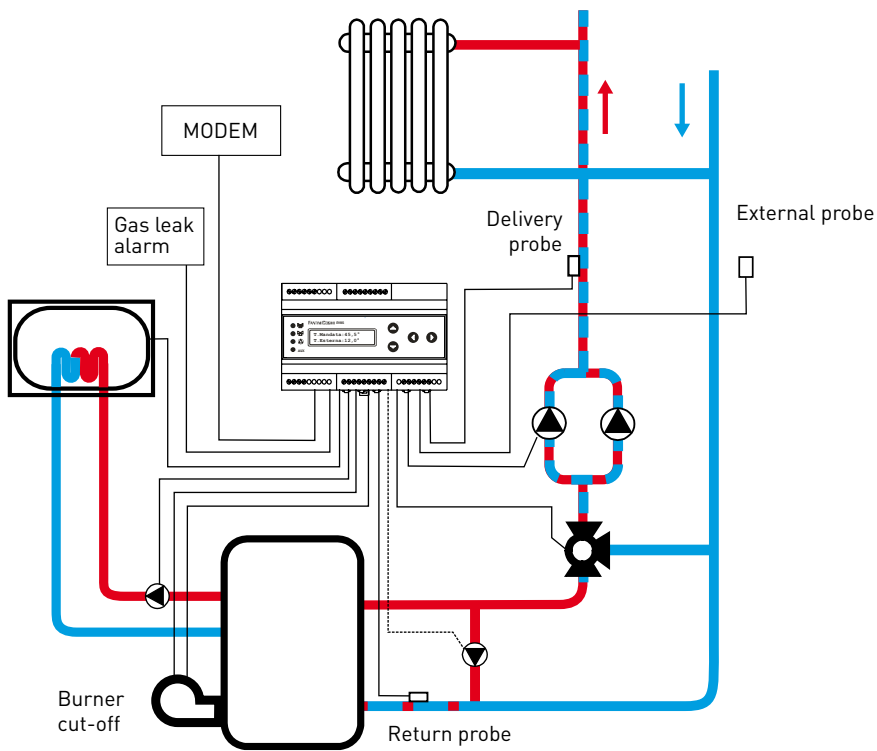 MODEM
Gas leak
alarm
Delivery
probe
External probe
T.Mandata:45,5°
T.Esterna:12,0°
Burner
cut-off
Return probe